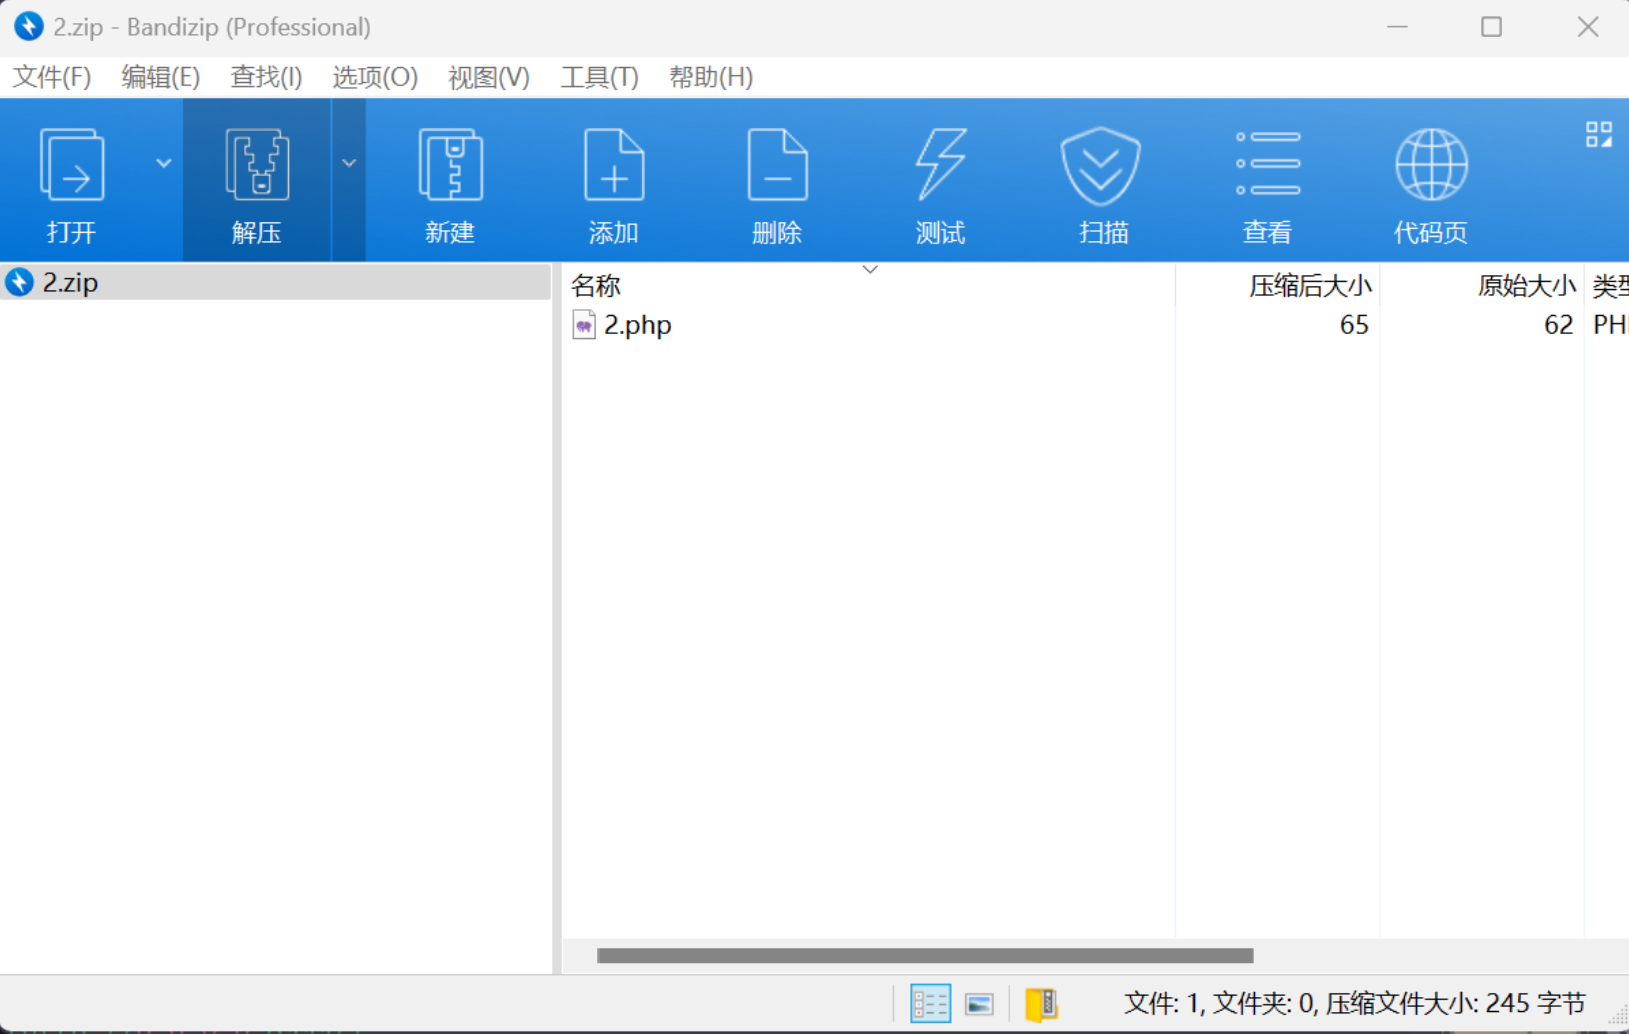 2.zip - Bandizip (Professional)
文件(F) 编辑(E) 查找(I) 选项(O) 视图(V) 工具(T) 帮助(H)
打开 解压 新建 添加 删除 测试 扫描 查看 代码页
2.zip
名称 压缩后大小 原始大小 类型
2.php 65 62 PH
文件: 1, 文件夹: 0, 压缩文件大小: 245 字节